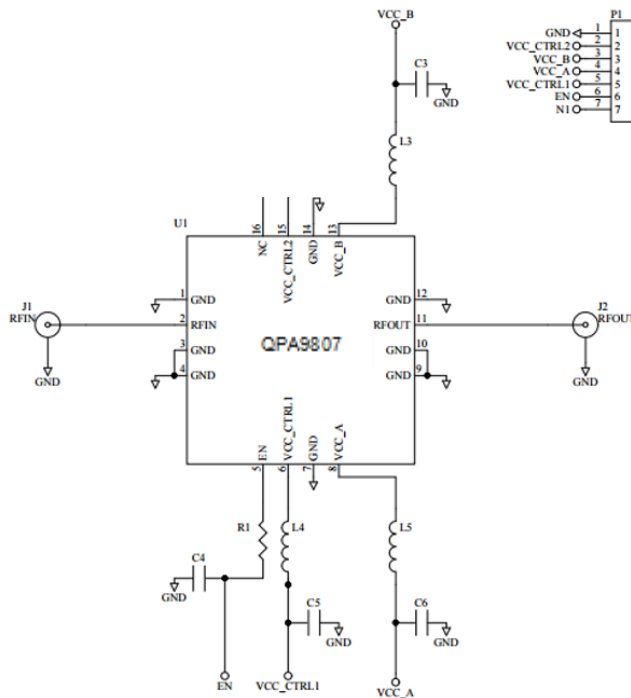 VCC_B
P1
GND 1 1
VCC_CTRL2 2 2
VCC_B 3 3
VCC_A 4 4
VCC_CTRL1 5 5
EN 6 6
N1 7 7
C3
GND
L3
U1
16 15 14 13
NC VCC_CTRL2 GND VCC_B
1 GND GND 12
J1
RFIN
2 RFIN RFOUT 11
J2
RFOUT
QPA9807
3 GND GND 10
4 GND GND 9
GND
GND
EN VCC_CTRL1 GND VCC_A
5 6 7 8
R1 L4 L5
C4
GND
C5
GND
C6
GND
EN VCC_CTRL1 VCC_A